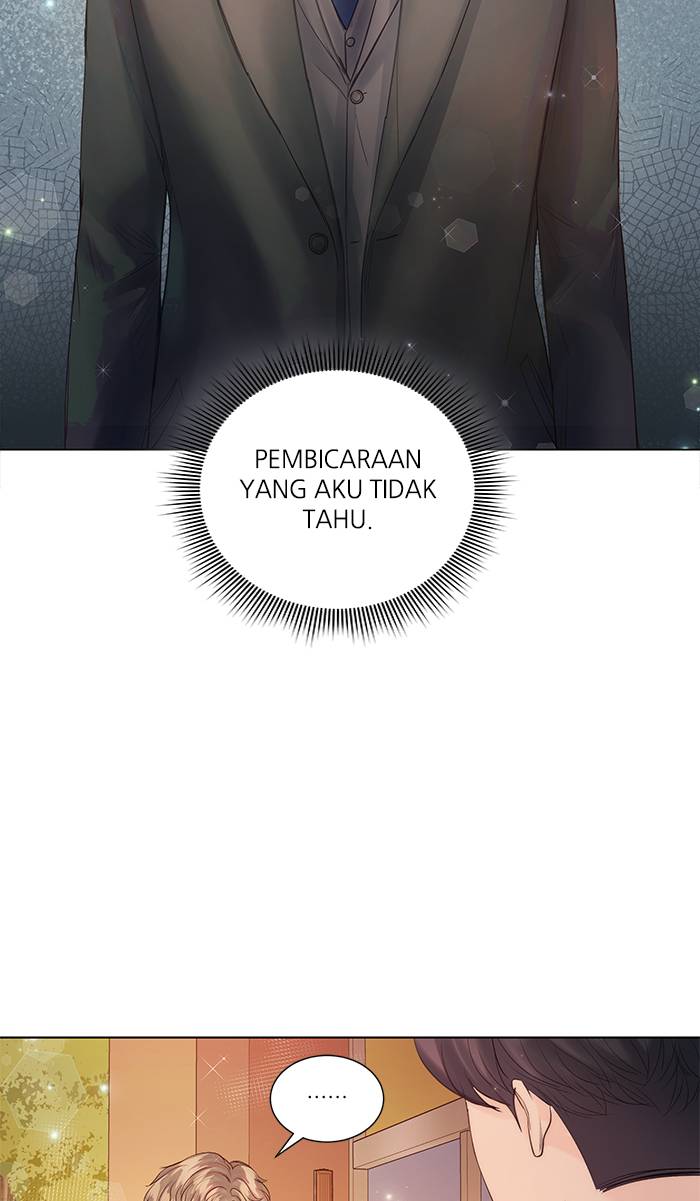 PEMBICARAAN
YANG AKU TIDAK
TAHU.
......